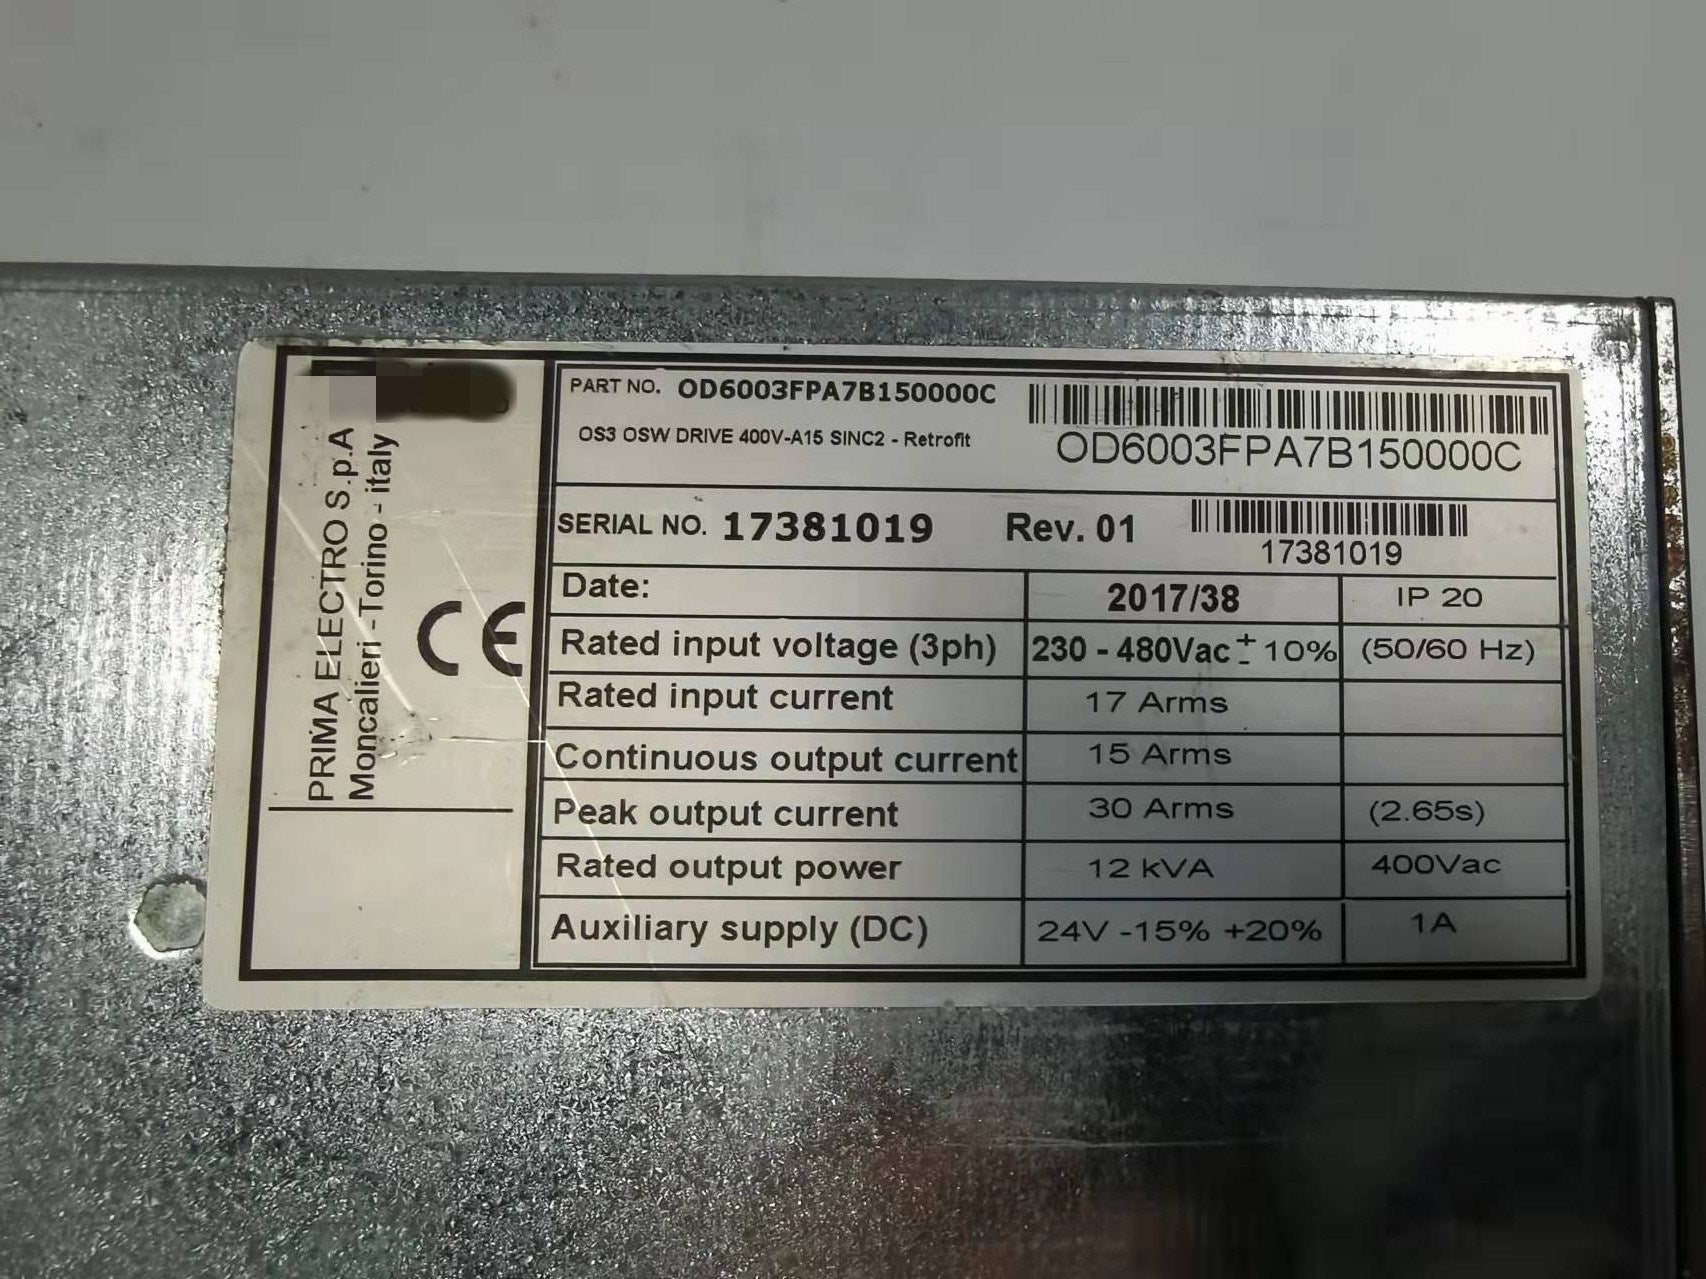 PRIMA ELECTRO S.p.A
Moncalieri - Torino - italy
CE
PART NO. OD6003FPA7B150000C
OS3 OSW DRIVE 400V-A15 SINC2 - Retrofit
OD6003FPA7B150000C
SERIAL NO. 17381019 Rev. 01
17381019
Date: 2017/38 IP 20
Rated input voltage (3ph) 230 - 480Vac ± 10% (50/60 Hz)
Rated input current 17 Arms
Continuous output current 15 Arms
Peak output current 30 Arms (2.65s)
Rated output power 12 kVA 400Vac
Auxiliary supply (DC) 24V -15% +20% 1A